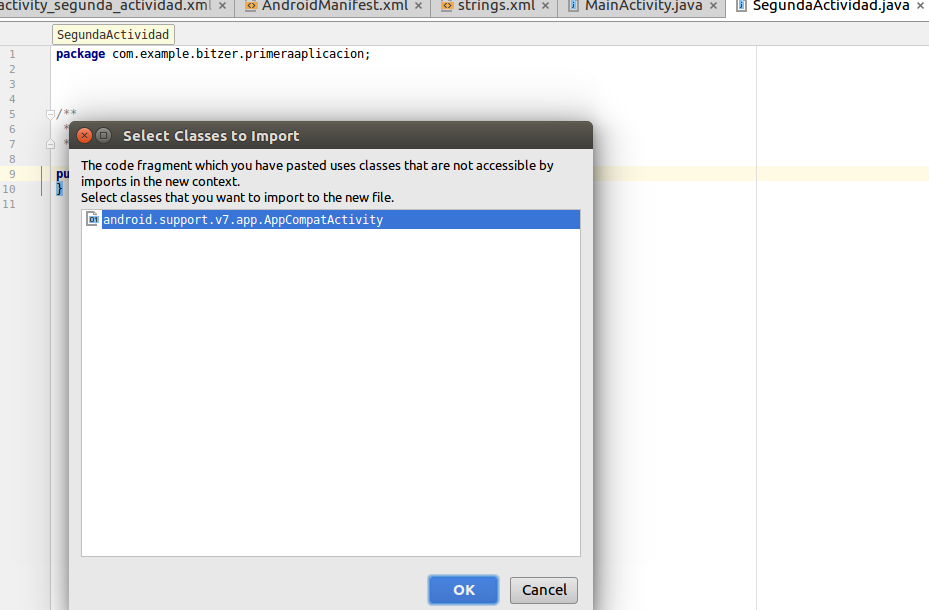 activity_segunda_actividad.xml × AndroidManifest.xml × strings.xml × MainActivity.java × SegundaActividad.java ×
SegundaActividad
1 package com.example.bitzer.primeraaplicacion;
2
3
4
5 /**
6 *
7 *
8
9 pu
10 }
11
Select Classes to Import
The code fragment which you have pasted uses classes that are not accessible by
imports in the new context.
Select classes that you want to import to the new file.
android.support.v7.app.AppCompatActivity
OK Cancel